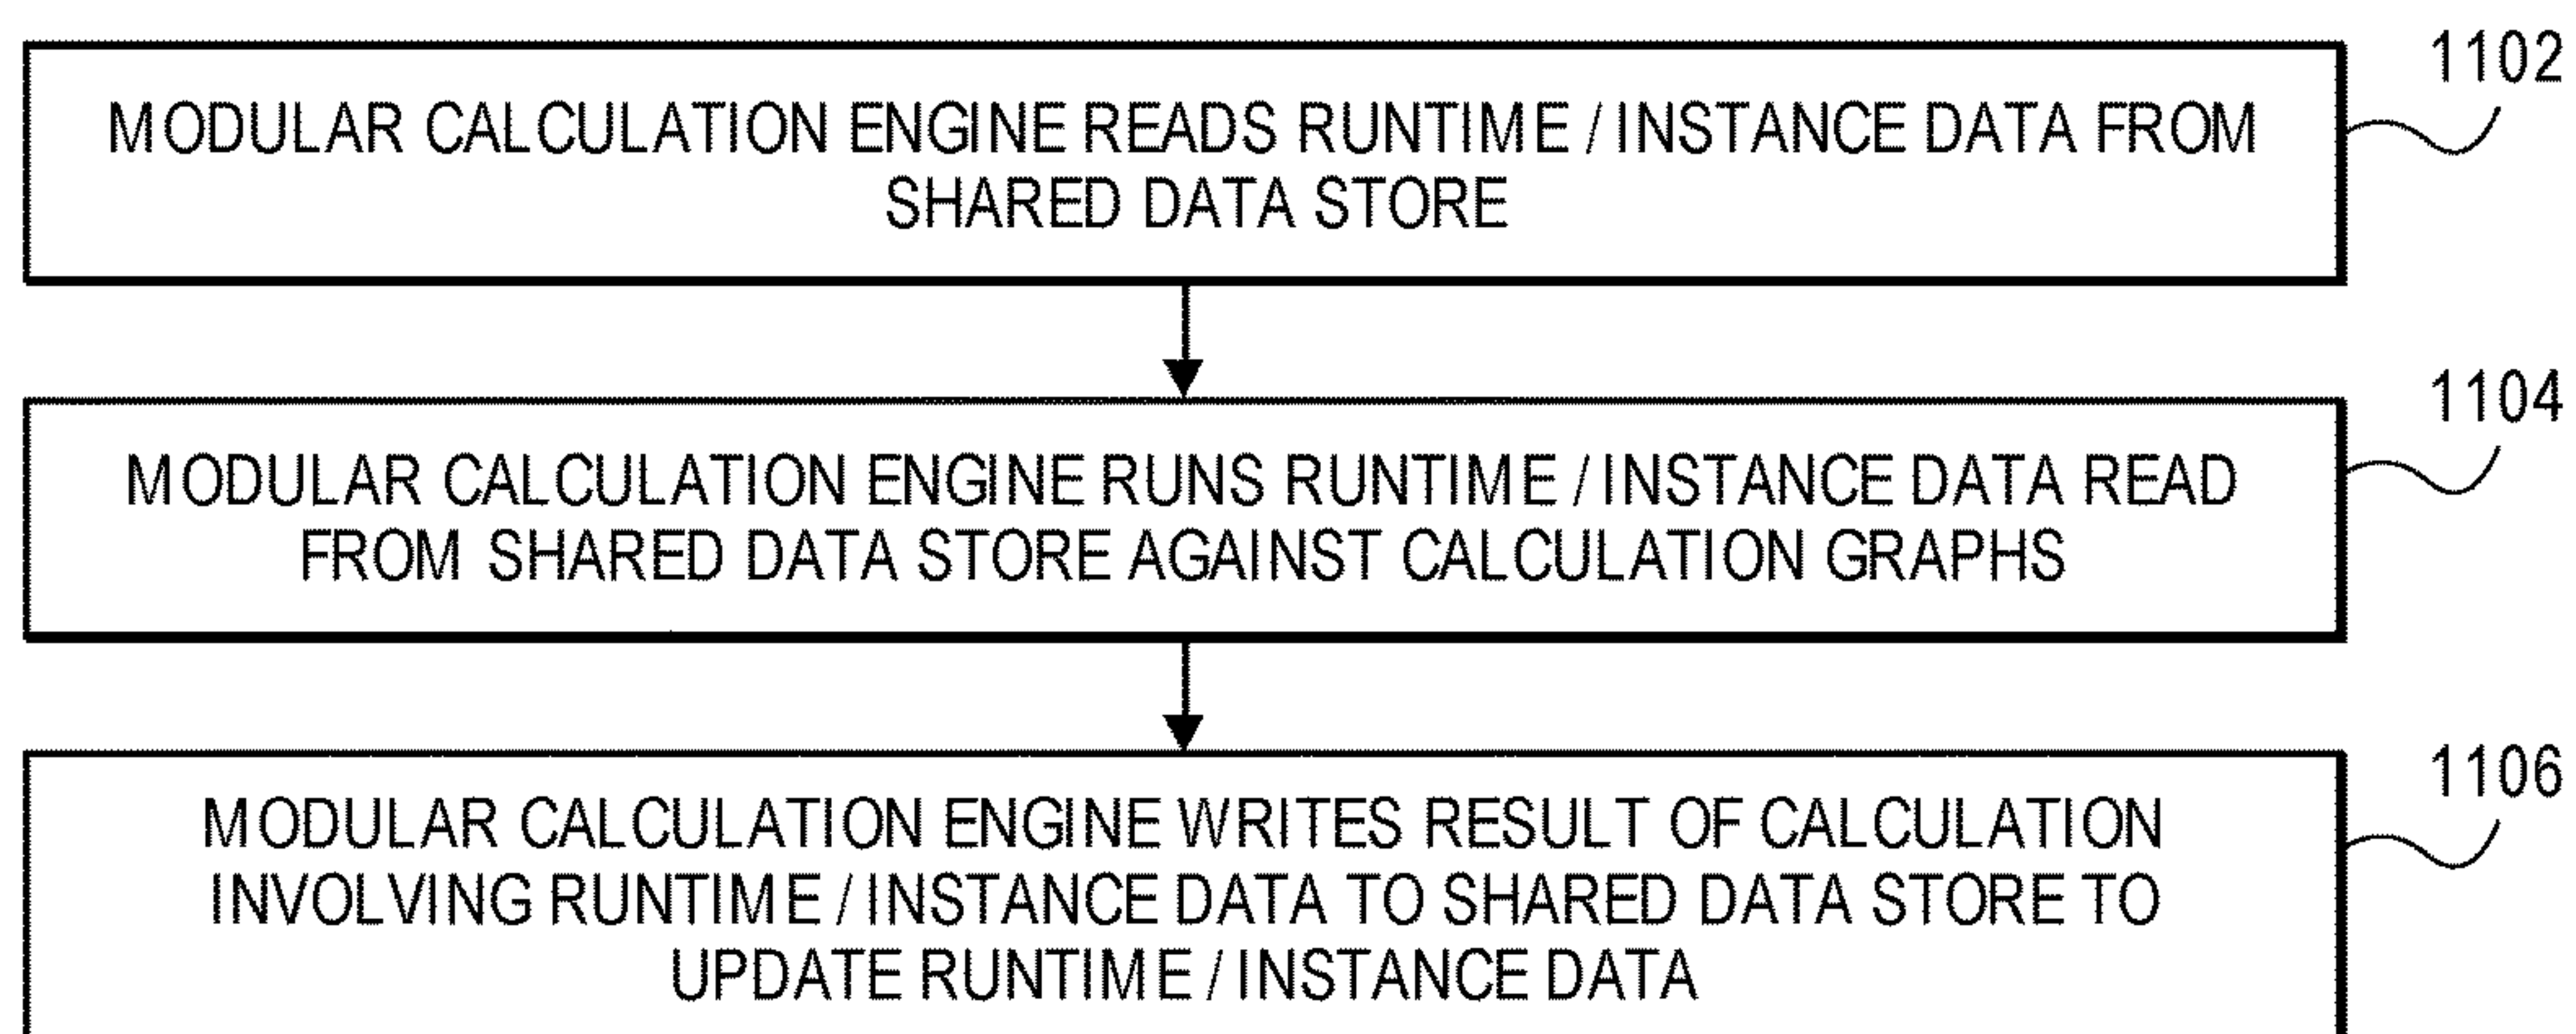 1102
MODULAR CALCULATION ENGINE READS RUNTIME / INSTANCE DATA FROM
SHARED DATA STORE
1104
MODULAR CALCULATION ENGINE RUNS RUNTIME / INSTANCE DATA READ
FROM SHARED DATA STORE AGAINST CALCULATION GRAPHS
1106
MODULAR CALCULATION ENGINE WRITES RESULT OF CALCULATION
INVOLVING RUNTIME / INSTANCE DATA TO SHARED DATA STORE TO
UPDATE RUNTIME / INSTANCE DATA